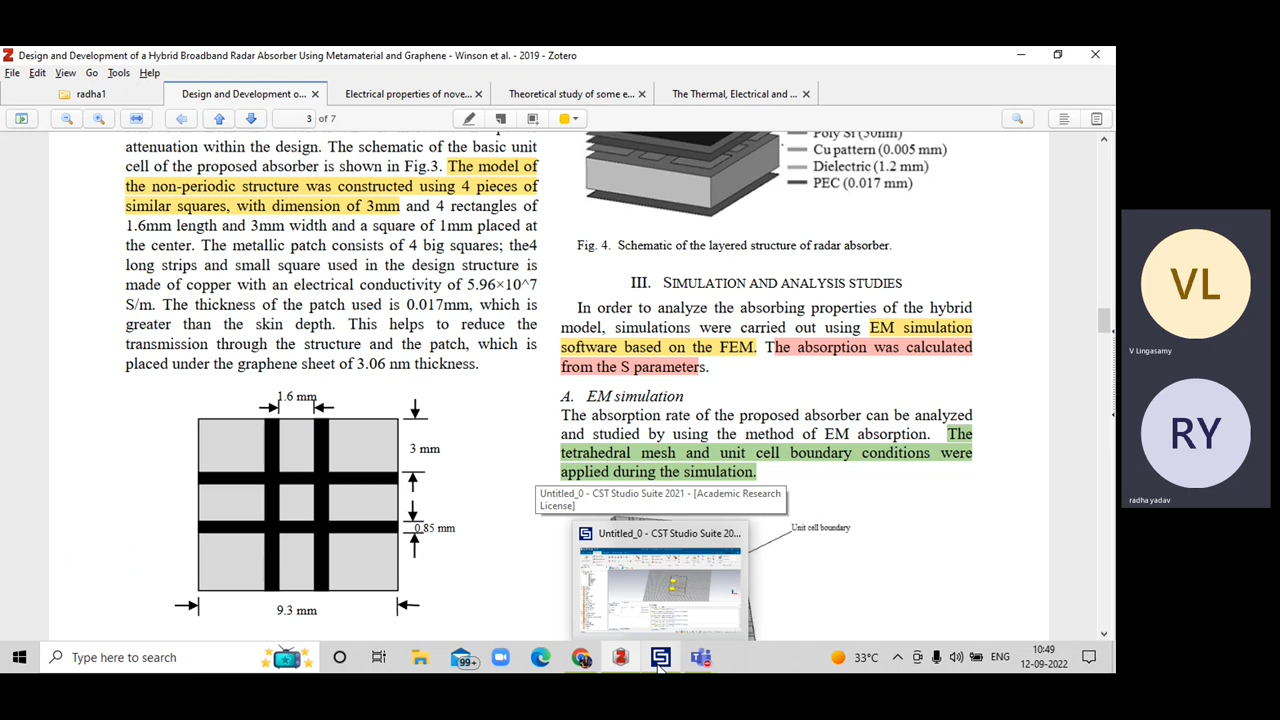 Design and Development of a Hybrid Broadband Radar Absorber Using Metamaterial and Graphene - Winson et al. - 2019 - Zotero
File Edit View Go Tools Help
radha1
Design and Development o...
Electrical properties of nove...
Theoretical study of some e...
The Thermal, Electrical and ...
3 of 7
attenuation within the design. The schematic of the basic unit
cell of the proposed absorber is shown in Fig.3. The model of
the non-periodic structure was constructed using 4 pieces of
similar squares, with dimension of 3mm and 4 rectangles of
1.6mm length and 3mm width and a square of 1mm placed at
the center. The metallic patch consists of 4 big squares; the4
long strips and small square used in the design structure is
made of copper with an electrical conductivity of 5.96×10^7
S/m. The thickness of the patch used is 0.017mm, which is
greater than the skin depth. This helps to reduce the
transmission through the structure and the patch, which is
placed under the graphene sheet of 3.06 nm thickness.
1.6 mm
3 mm
0.85 mm
9.3 mm
Poly Si (50nm)
Cu pattern (0.005 mm)
Dielectric (1.2 mm)
PEC (0.017 mm)
Fig. 4. Schematic of the layered structure of radar absorber.
III. SIMULATION AND ANALYSIS STUDIES
In order to analyze the absorbing properties of the hybrid
model, simulations were carried out using EM simulation
software based on the FEM. The absorption was calculated
from the S parameters.
A. EM simulation
The absorption rate of the proposed absorber can be analyzed
and studied by using the method of EM absorption. The
tetrahedral mesh and unit cell boundary conditions were
applied during the simulation.
Untitled_0 - CST Studio Suite 2021 - [Academic Research
License]
Unit cell boundary
Untitled_0 - CST Studio Suite 20...
VL
V Lingasamy
RY
radha yadav
Type here to search
99+
33°C
ENG
10:49
12-09-2022